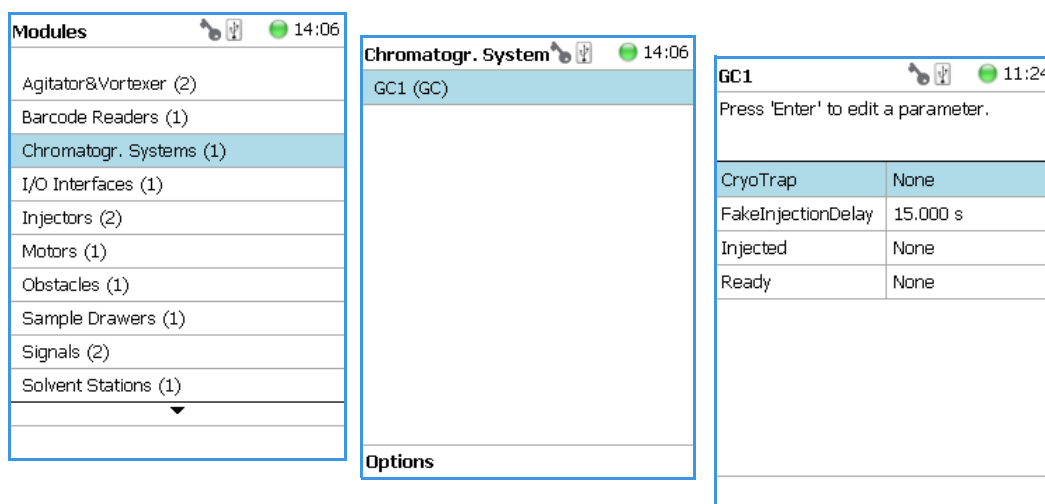 Modules 14:06
Agitator&Vortexer (2)
Barcode Readers (1)
Chromatogr. Systems (1)
I/O Interfaces (1)
Injectors (2)
Motors (1)
Obstacles (1)
Sample Drawers (1)
Signals (2)
Solvent Stations (1)
Chromatogr. System 14:06
GC1 (GC)
Options
GC1 11:24
Press 'Enter' to edit a parameter.
CryoTrap None
FakeInjectionDelay 15.000 s
Injected None
Ready None